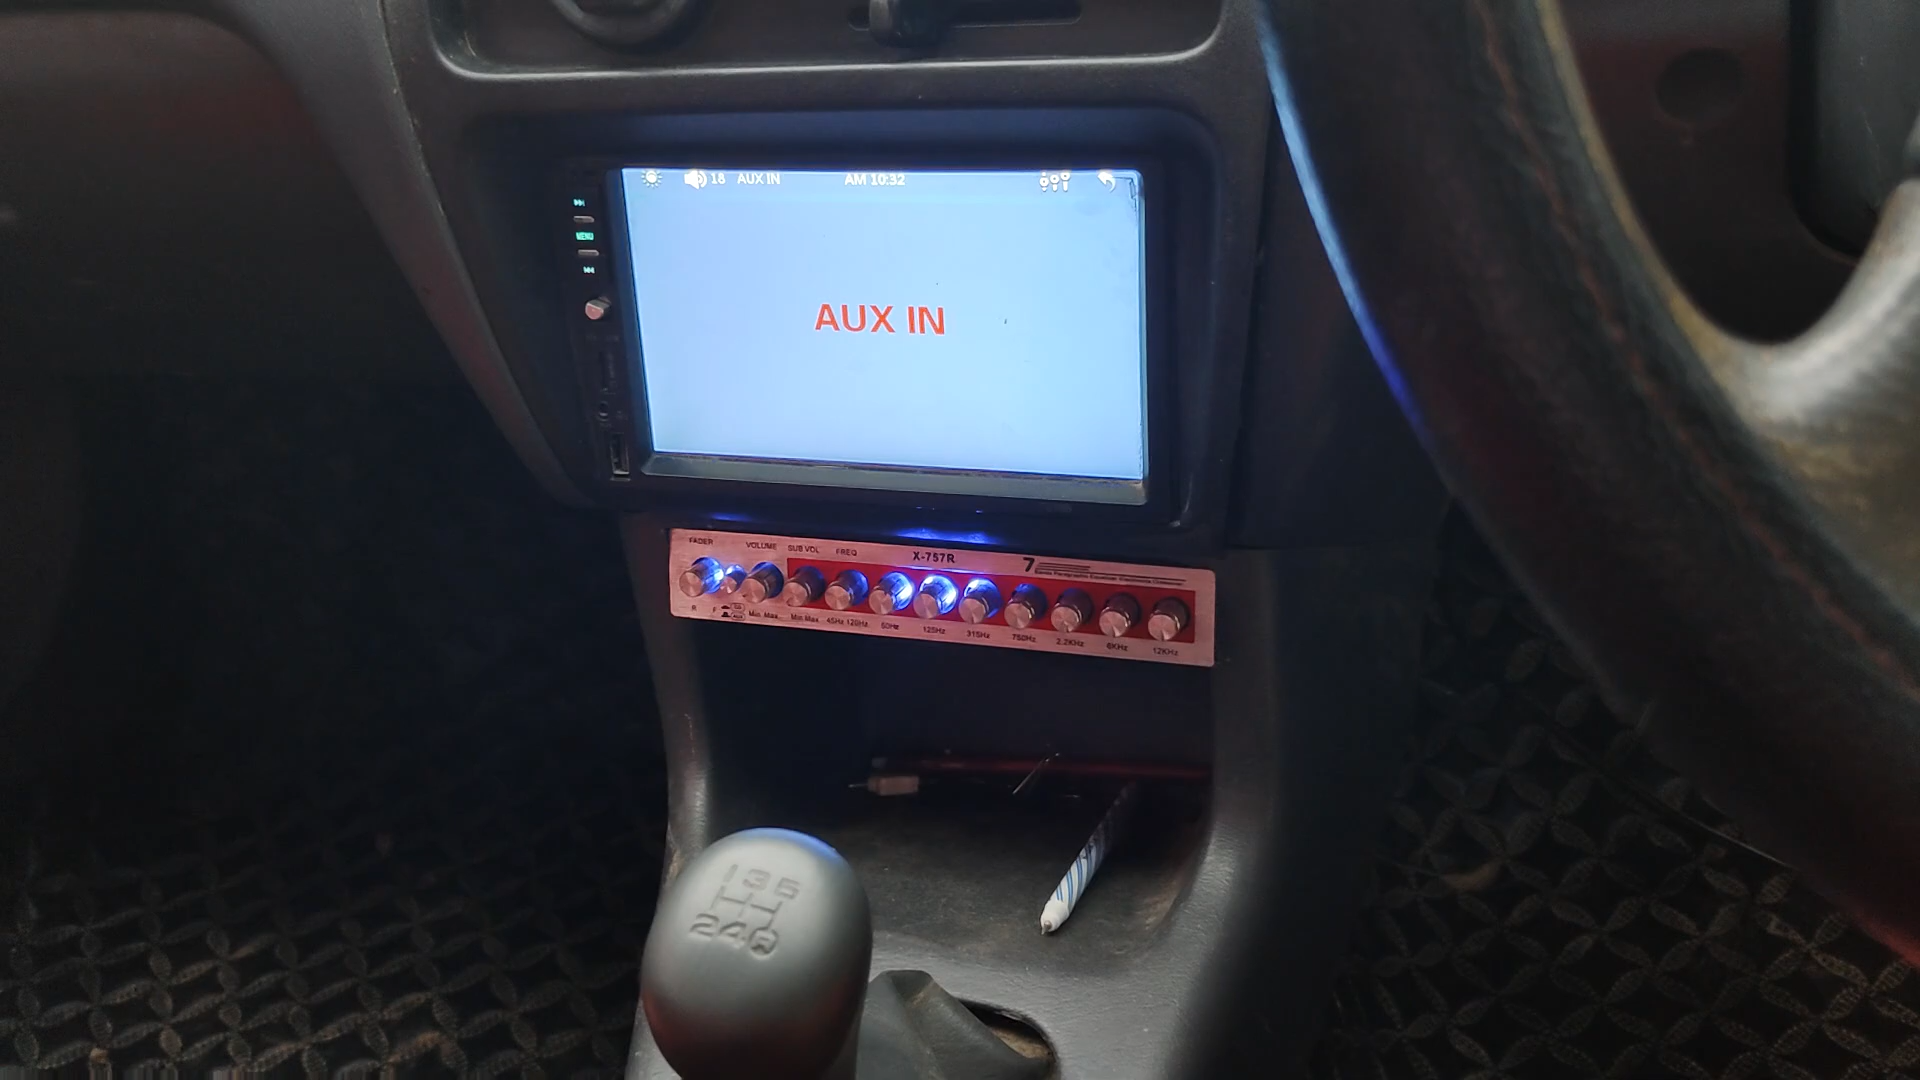 18 AUX IN AM 10:32
MENU
AUX IN
FADER VOLUME SUB VOL FREQ X-757R 7
R F Min Max Min Max 45Hz 120Hz 50Hz 125Hz 315Hz 750Hz 2.2KHz 6KHz 12KHz
1 3 5
2 4 R